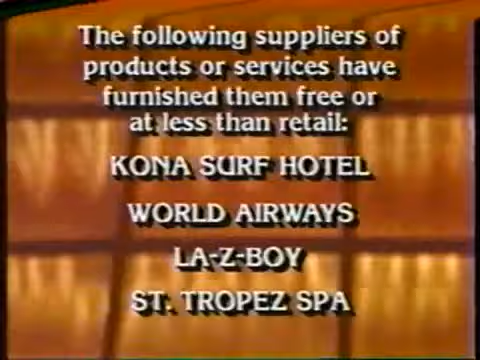 The following suppliers of
products or services have
furnished them free or
at less than retail:
KONA SURF HOTEL
WORLD AIRWAYS
LA-Z-BOY
ST. TROPEZ SPA